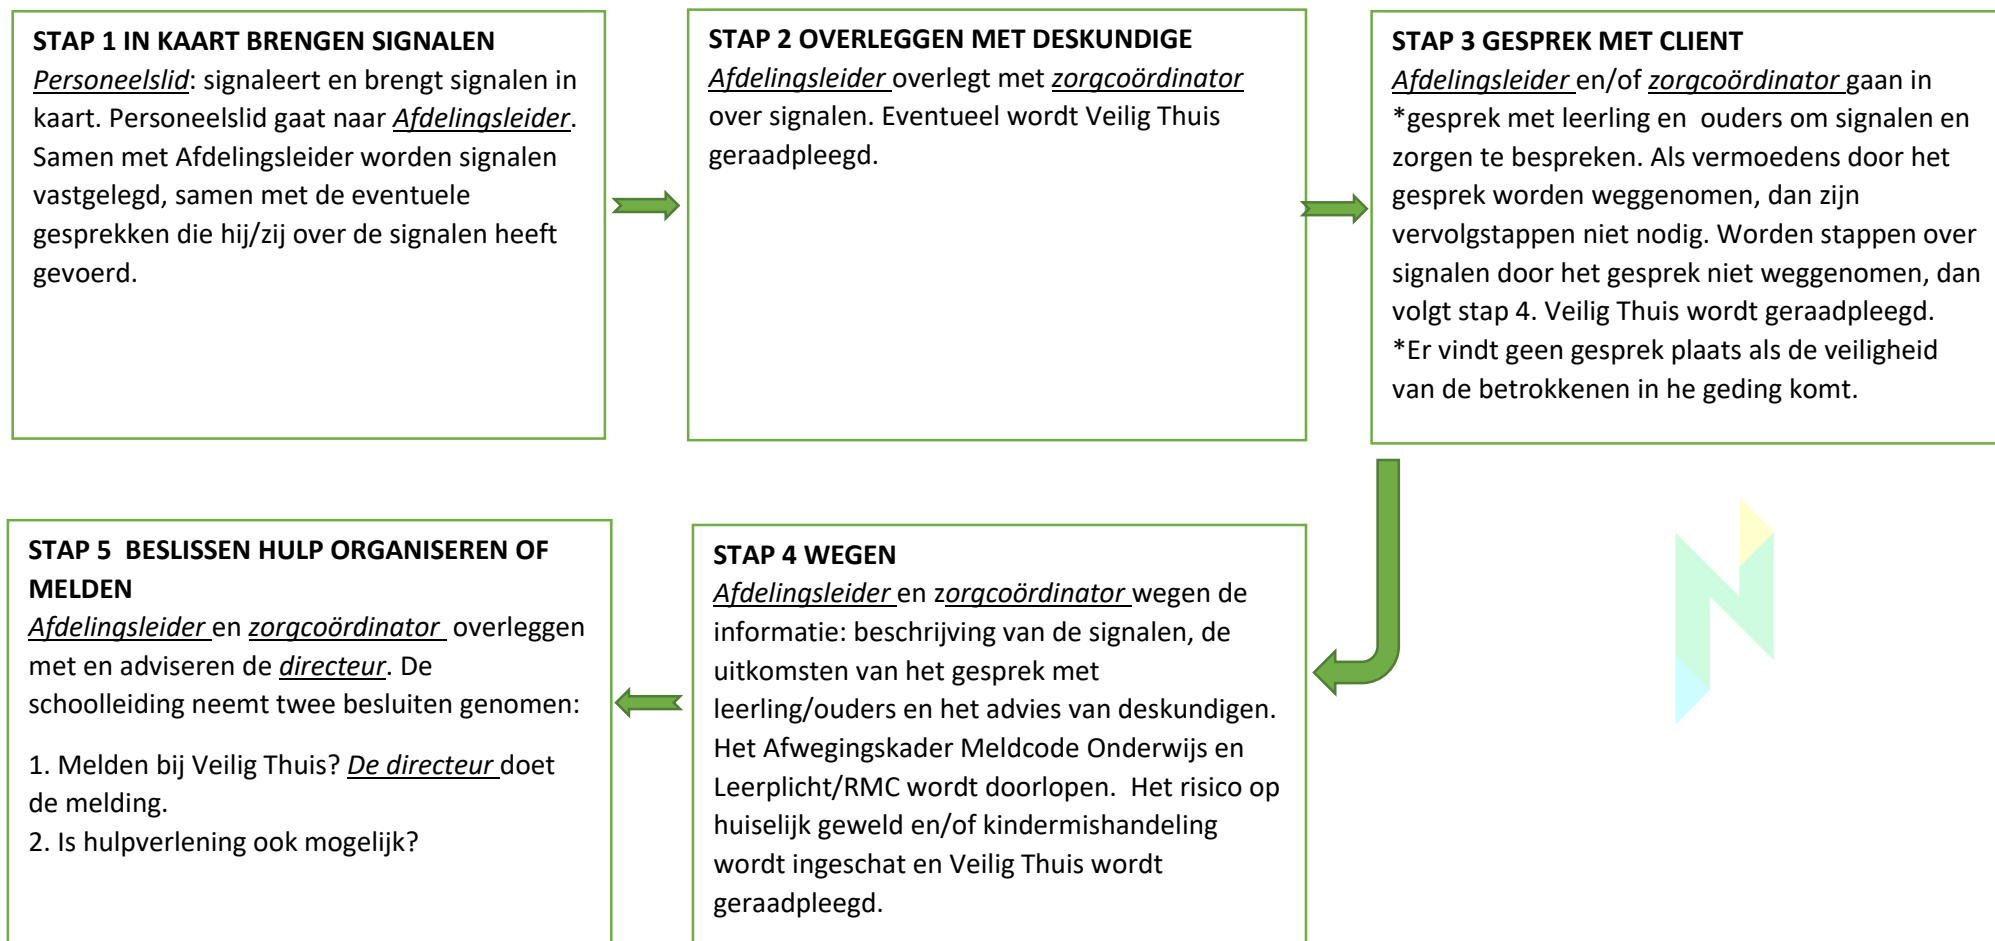 STAP 1 IN KAART BRENGEN SIGNALEN
Personeelslid: signaleert en brengt signalen in
kaart. Personeelslid gaat naar Afdelingsleider.
Samen met Afdelingsleider worden signalen
vastgelegd, samen met de eventuele
gesprekken die hij/zij over de signalen heeft
gevoerd.
STAP 2 OVERLEGGEN MET DESKUNDIGE
Afdelingsleider overlegt met zorgcoördinator
over signalen. Eventueel wordt Veilig Thuis
geraadpleegd.
STAP 3 GESPREK MET CLIENT
Afdelingsleider en/of zorgcoördinator gaan in
*gesprek met leerling en  ouders om signalen en
zorgen te bespreken. Als vermoedens door het
gesprek worden weggenomen, dan zijn
vervolgstappen niet nodig. Worden stappen over
signalen door het gesprek niet weggenomen, dan
volgt stap 4. Veilig Thuis wordt geraadpleegd.
*Er vindt geen gesprek plaats als de veiligheid
van de betrokkenen in he geding komt.
STAP 4 WEGEN
Afdelingsleider en zorgcoördinator wegen de
informatie: beschrijving van de signalen, de
uitkomsten van het gesprek met
leerling/ouders en het advies van deskundigen.
Het Afwegingskader Meldcode Onderwijs en
Leerplicht/RMC wordt doorlopen.  Het risico op
huiselijk geweld en/of kindermishandeling
wordt ingeschat en Veilig Thuis wordt
geraadpleegd.
STAP 5  BESLISSEN HULP ORGANISEREN OF
MELDEN
Afdelingsleider en zorgcoördinator  overleggen
met en adviseren de directeur. De
schoolleiding neemt twee besluiten genomen:
1. Melden bij Veilig Thuis? De directeur doet
de melding.
2. Is hulpverlening ook mogelijk?